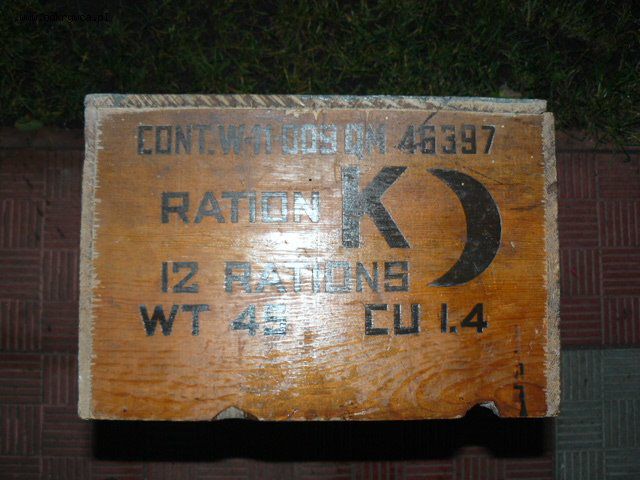 CONT.W-11-009 QM 46397
RATION K
12 RATIONS
WT 45 CU 1.4